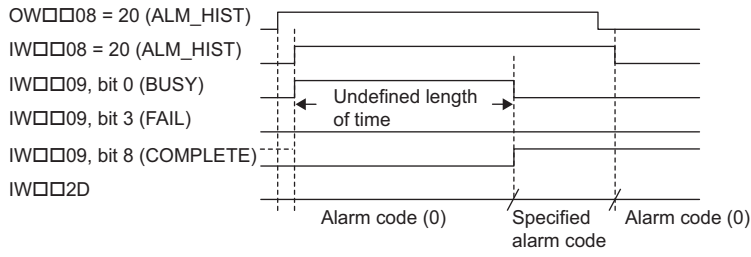 OW□□08 = 20 (ALM_HIST)
IW□□08 = 20 (ALM_HIST)
IW□□09, bit 0 (BUSY)
Undefined length
of time
IW□□09, bit 3 (FAIL)
IW□□09, bit 8 (COMPLETE)
IW□□2D
Alarm code (0)
Specified
alarm code
Alarm code (0)